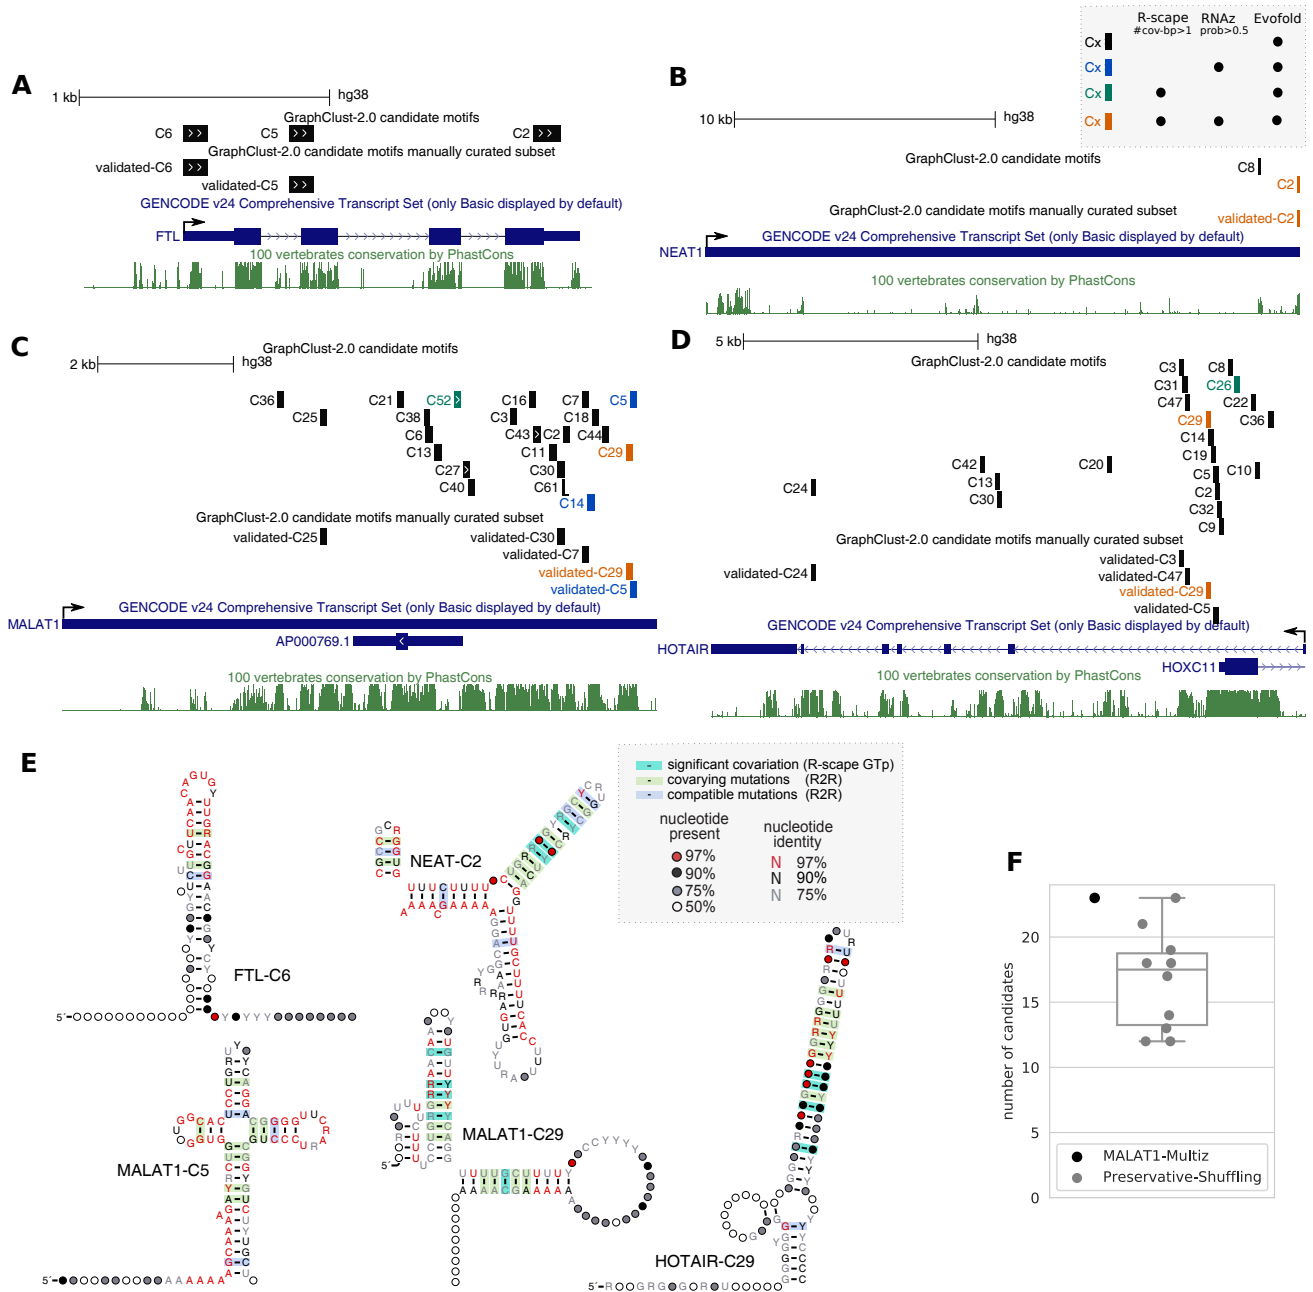 A
1 kb
hg38
GraphClust-2.0 candidate motifs
C6
C5
C2
GraphClust-2.0 candidate motifs manually curated subset
validated-C6
validated-C5
GENCODE v24 Comprehensive Transcript Set (only Basic displayed by default)
FTL
100 vertebrates conservation by PhastCons
B
R-scape RNAz Evofold
#cov-bp>1 prob>0.5
Cx
Cx
Cx
Cx
10 kb
hg38
GraphClust-2.0 candidate motifs
C8
C2
GraphClust-2.0 candidate motifs manually curated subset
validated-C2
GENCODE v24 Comprehensive Transcript Set (only Basic displayed by default)
NEAT1
100 vertebrates conservation by PhastCons
C
GraphClust-2.0 candidate motifs
2 kb
hg38
C36 C21 C52 C16 C7 C5
C25 C38 C3 C18
C6 C43 C2 C44
C13 C11 C29
C27 C30
C40 C61
C14
GraphClust-2.0 candidate motifs manually curated subset
validated-C25 validated-C30
validated-C7
validated-C29
validated-C5
GENCODE v24 Comprehensive Transcript Set (only Basic displayed by default)
MALAT1
AP000769.1
100 vertebrates conservation by PhastCons
D
5 kb
hg38
GraphClust-2.0 candidate motifs
C3 C8
C31 C26
C47 C22
C29 C36
C14
C19
C42 C20 C10
C5
C13
C24 C2
C30
C32
C9
GraphClust-2.0 candidate motifs manually curated subset
validated-C3
validated-C24 validated-C47
validated-C29
validated-C5
GENCODE v24 Comprehensive Transcript Set (only Basic displayed by default)
HOTAIR
HOXC11
100 vertebrates conservation by PhastCons
E
significant covariation (R-scape GTp)
covarying mutations (R2R)
compatible mutations (R2R)
nucleotide present
nucleotide identity
97%
90%
75%
50%
N 97%
N 90%
N 75%
FTL-C6
5´
NEAT-C2
MALAT1-C5
5´
MALAT1-C29
5´
HOTAIR-C29
5´
F
number of candidates
20
15
10
5
0
MALAT1-Multiz
Preservative-Shuffling